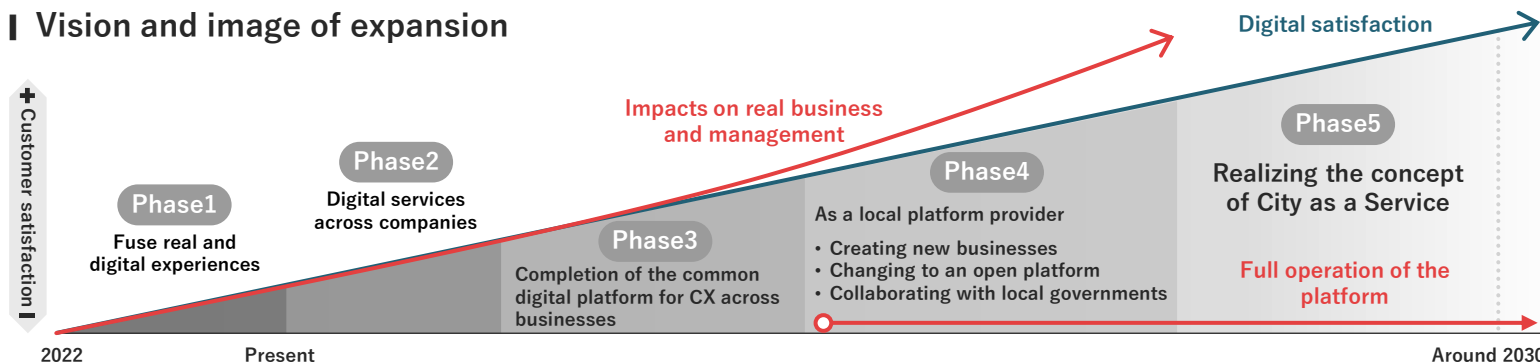 Vision and image of expansion
Digital satisfaction
+ Customer satisfaction −
Impacts on real business
and management
Phase1
Fuse real and
digital experiences
Phase2
Digital services
across companies
Phase3
Completion of the common
digital platform for CX across
businesses
Phase4
As a local platform provider
・Creating new businesses
・Changing to an open platform
・Collaborating with local governments
Phase5
Realizing the concept
of City as a Service
Full operation of the
platform
2022
Present
Around 2030